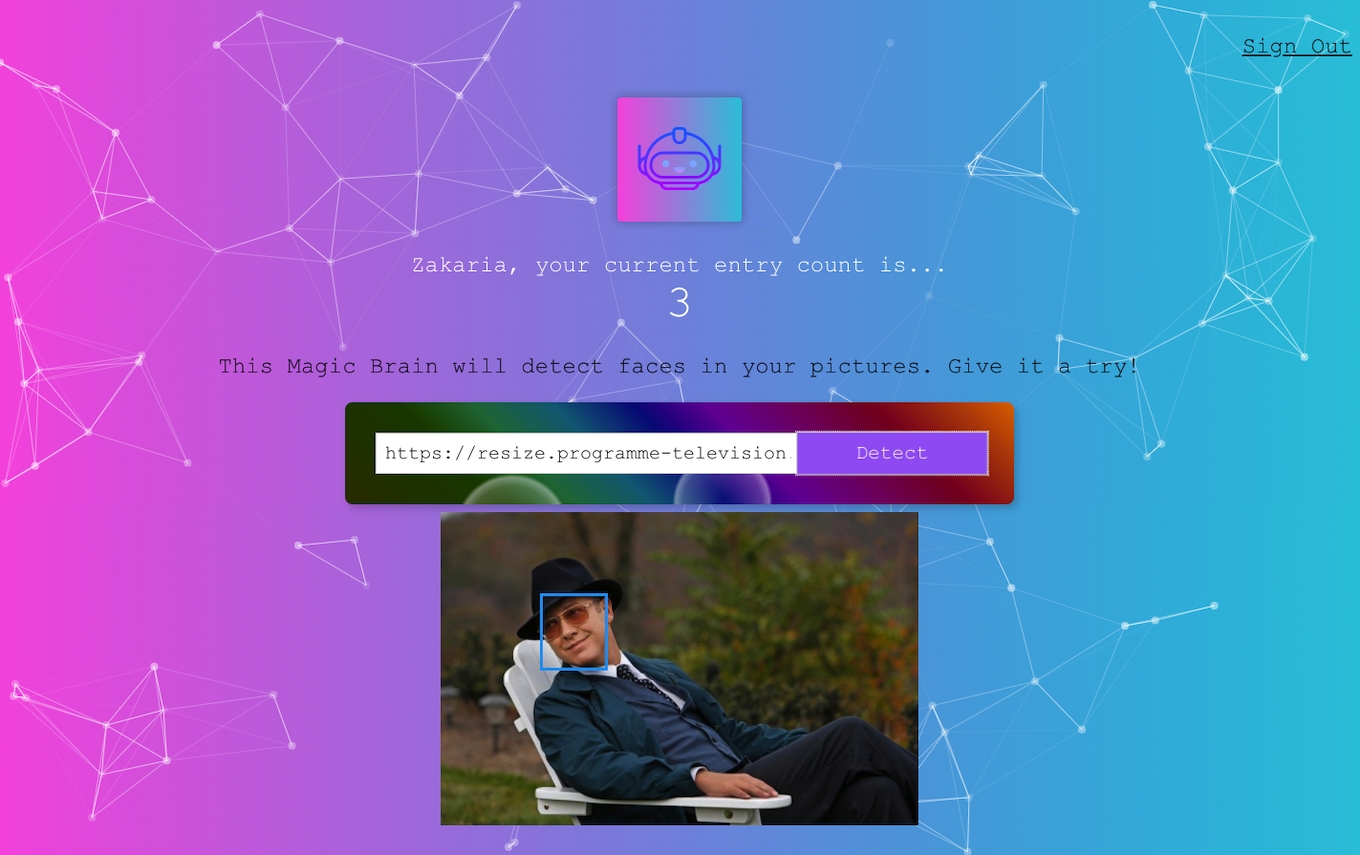 Sign Out
Zakaria, your current entry count is...
3
This Magic Brain will detect faces in your pictures. Give it a try!
https://resize.programme-television.
Detect